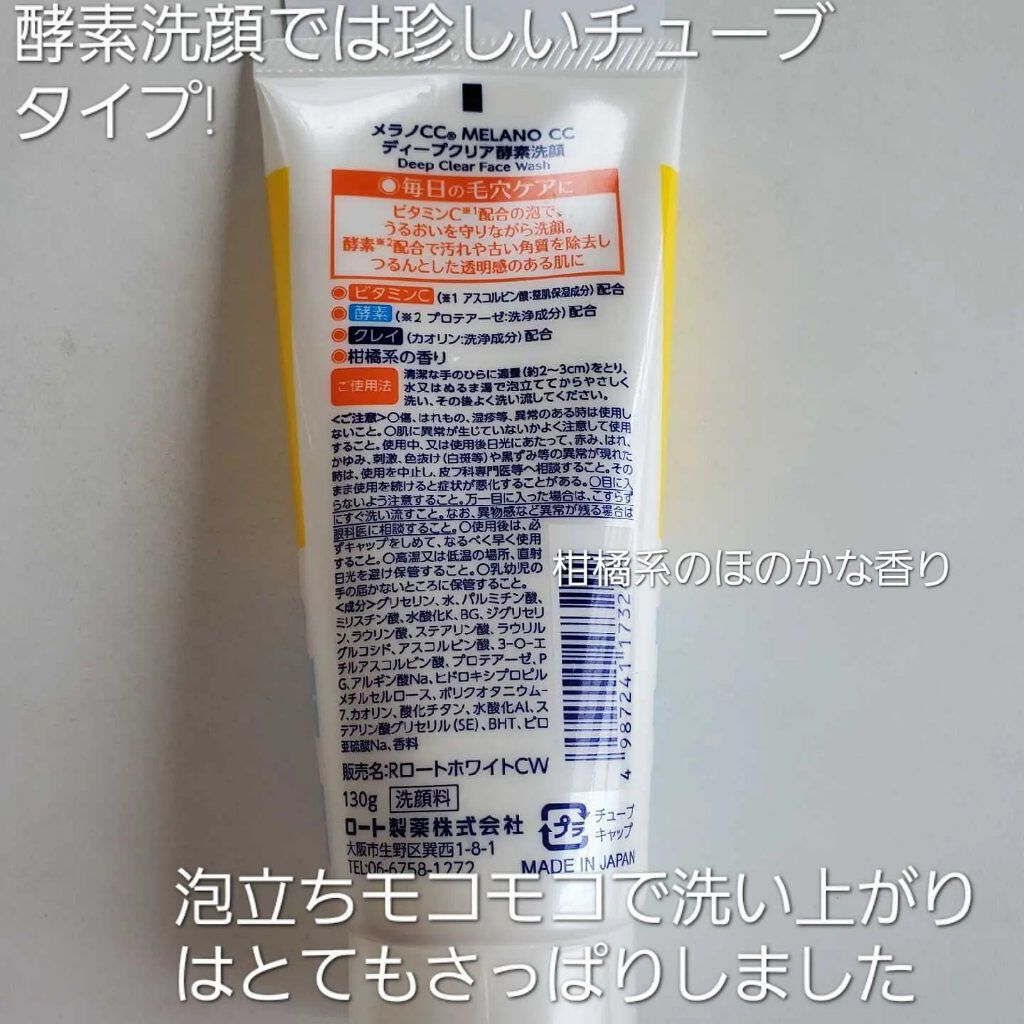 酵素洗顔では珍しいチューブ
タイプ!
メラノCC® MELANO CC
ディープクリア酵素洗顔
Deep Clear Face Wash
◉毎日の毛穴ケアに
ビタミンC※1配合の泡で、
うるおいを守りながら洗顔。
酵素※2配合で汚れや古い角質を除去し
つるんとした透明感のある肌に
◉ビタミンC(※1 アスコルビン酸:整肌保湿成分)配合
◉酵素(※2 プロテアーゼ:洗浄成分)配合
◉クレイ(カオリン:洗浄成分)配合
◉柑橘系の香り
ご使用法
清潔な手のひらに適量(約2〜3cm)をとり、
水又はぬるま湯で泡立ててからやさしく
洗い、その後よく洗い流してください。
<ご注意>○傷、はれもの、湿疹等、異常のある時は使用し
ないこと。○肌に異常が生じていないかよく注意して使用
すること。使用中、又は使用後日光にあたって、赤み、はれ、
かゆみ、刺激、色抜け(白斑等)や黒ずみ等の異常が現れた
時は、使用を中止し、皮フ科専門医等へ相談すること。その
まま使用を続けると症状が悪化することがある。○目に入
らないよう注意すること。万一目に入った場合は、こすらず
にすぐ洗い流すこと。なお、異物感など異常が残る場合は
眼科医に相談すること。○使用後は、必
ずキャップをしめて、なるべく早く使用
すること。○高温又は低温の場所、直射
日光を避け保管すること。○乳幼児の
手の届かないところに保管すること。
柑橘系のほのかな香り
<成分>グリセリン、水、パルミチン酸、
ミリスチン酸、水酸化K、BG、ジグリセリ
ン、ラウリン酸、ステアリン酸、ラウリル
グルコシド、アスコルビン酸、3-O-エ
チルアスコルビン酸、プロテアーゼ、P
G、アルギン酸Na、ヒドロキシプロピル
メチルセルロース、ポリクオタニウム-
7、カオリン、酸化チタン、水酸化Al、ス
テアリン酸グリセリル(SE)、BHT、ピロ
亜硫酸Na、香料
4 987241 1732
販売名:RロートホワイトCW
130g 洗顔料
ロート製薬株式会社
大阪市生野区巽西1-8-1
TEL:06-6758-1272
プラ
チューブ
キャップ
MADE IN JAPAN
泡立ちモコモコで洗い上がり
はとてもさっぱりしました